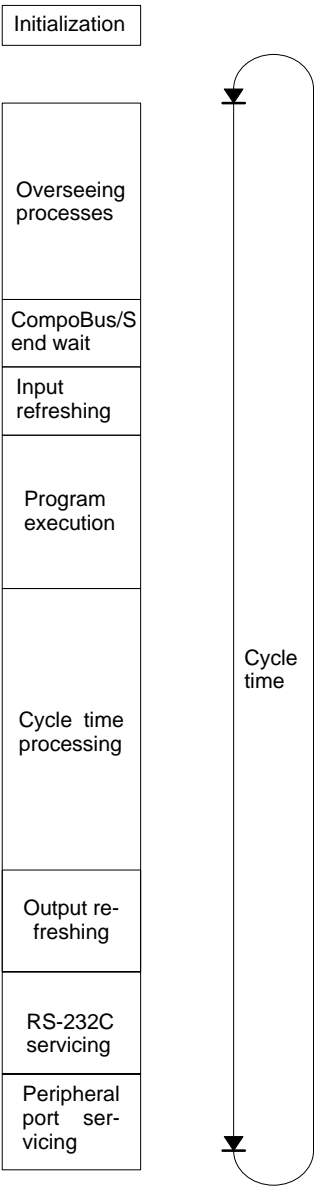 Initialization
Overseeing
processes
CompoBus/S
end wait
Input
refreshing
Program
execution
Cycle time
processing
Cycle
time
Output re-
freshing
RS-232C
servicing
Peripheral
port ser-
vicing